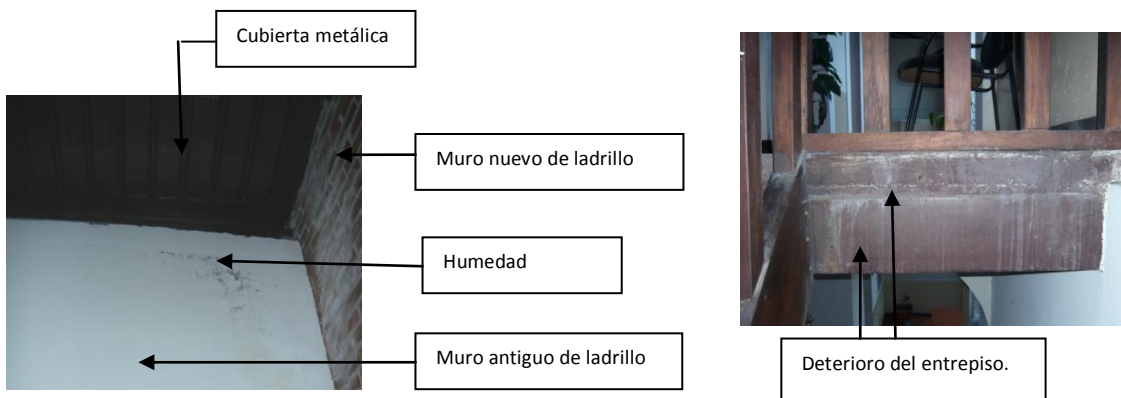 Cubierta metálica
Muro nuevo de ladrillo
Humedad
Muro antiguo de ladrillo
Deterioro del entrepiso.